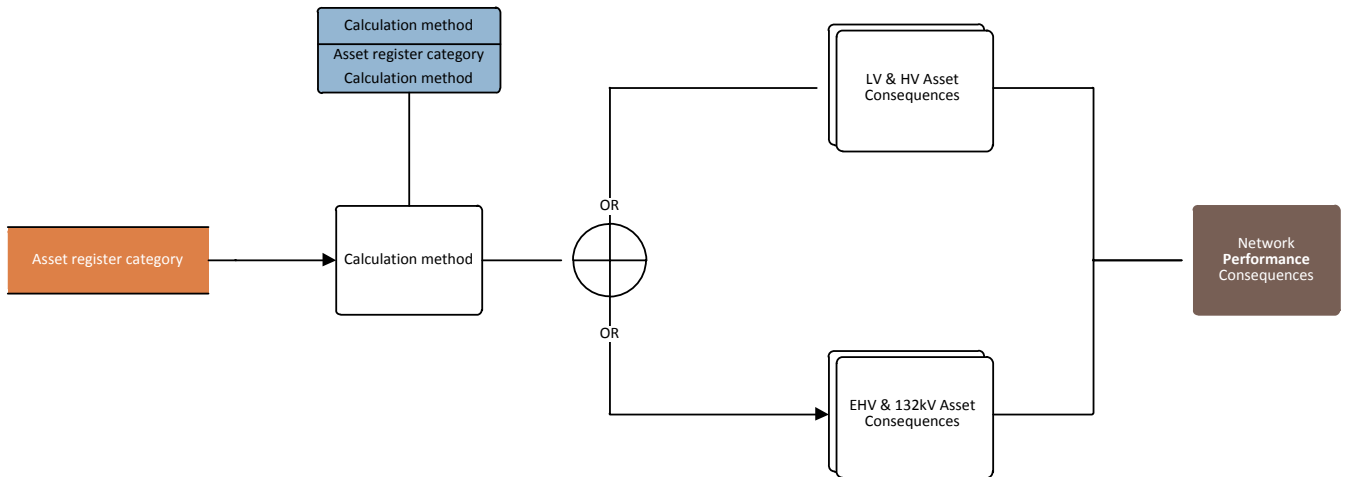 Calculation method
Asset register category
Calculation method
LV & HV Asset
Consequences
OR
Asset register category
Calculation method
Network
Performance
Consequences
OR
EHV & 132kV Asset
Consequences